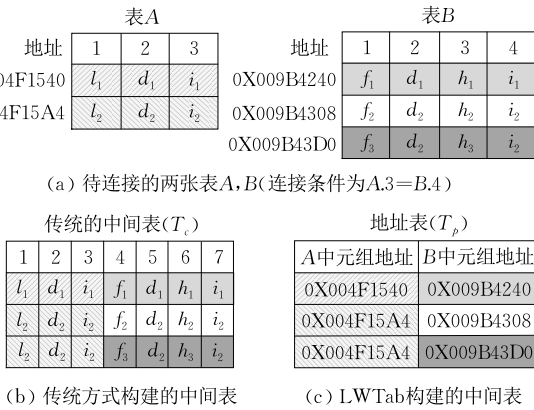 表A 表B
地址 1 2 3 地址 1 2 3 4
04F1540 l₁ d₁ i₁ 0X009B4240 f₁ d₁ h₁ i₁
4F15A4 l₂ d₂ i₂ 0X009B4308 f₂ d₂ h₂ i₂
0X009B43D0 f₃ d₂ h₃ i₂
(a) 待连接的两张表A,B(连接条件为A.3=B.4)
传统的中间表(T_c) 地址表(T_p)
1 2 3 4 5 6 7 A中元组地址 B中元组地址
l₁ d₁ i₁ f₁ d₁ h₁ i₁ 0X004F1540 0X009B4240
l₂ d₂ i₂ f₂ d₂ h₂ i₂ 0X004F15A4 0X009B4308
l₂ d₂ i₂ f₃ d₂ h₃ i₂ 0X004F15A4 0X009B43D0
(b) 传统方式构建的中间表 (c) LWTab构建的中间表